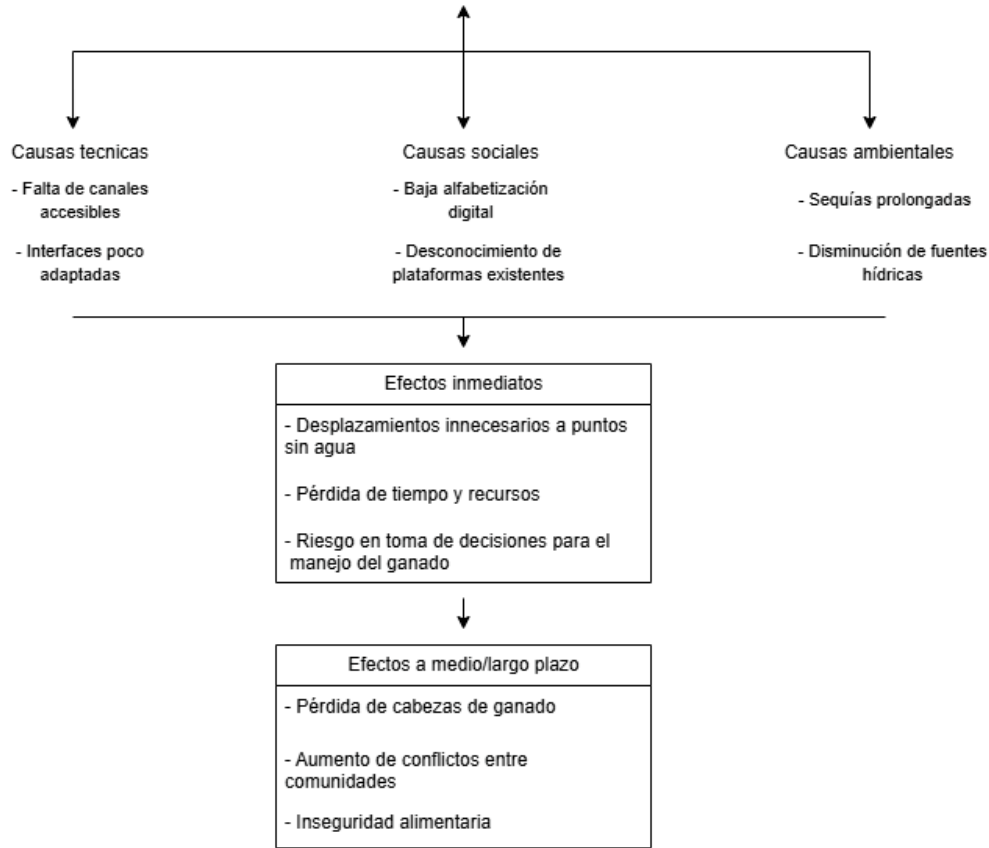 Causas tecnicas
- Falta de canales
accesibles
- Interfaces poco
adaptadas
Causas sociales
- Baja alfabetización
digital
- Desconocimiento de
plataformas existentes
Causas ambientales
- Sequías prolongadas
- Disminución de fuentes
hídricas
Efectos inmediatos
- Desplazamientos innecesarios a puntos
sin agua
- Pérdida de tiempo y recursos
- Riesgo en toma de decisiones para el
manejo del ganado
Efectos a medio/largo plazo
- Pérdida de cabezas de ganado
- Aumento de conflictos entre
comunidades
- Inseguridad alimentaria